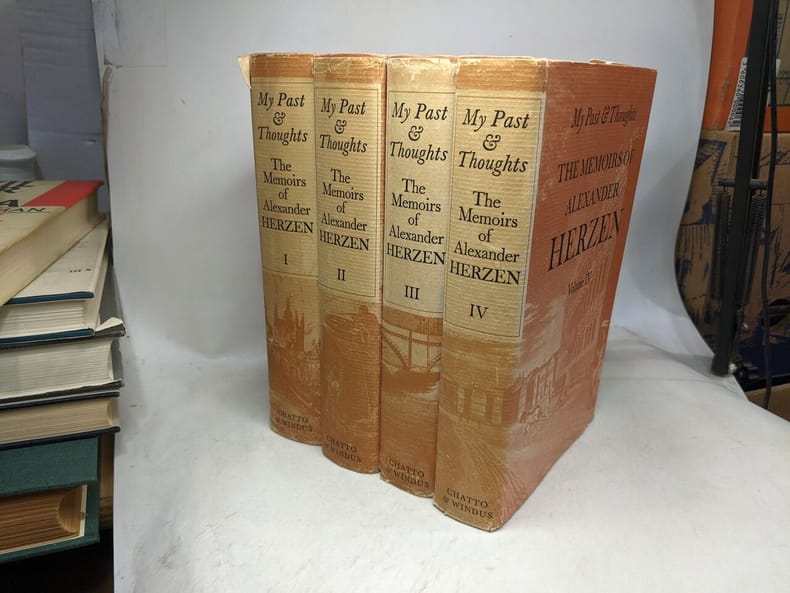 My Past
&
Thoughts
The
Memoirs
of
Alexander
HERZEN
I
CHATTO
& WINDUS
My Past
&
Thoughts
The
Memoirs
of
Alexander
HERZEN
II
CHATTO
& WINDUS
My Past
&
Thoughts
The
Memoirs
of
Alexander
HERZEN
III
CHATTO
& WINDUS
My Past
&
Thoughts
The
Memoirs
of
Alexander
HERZEN
IV
CHATTO
& WINDUS
My Past & Thoughts
THE MEMOIRS OF
ALEXANDER
HERZEN
Volume IV